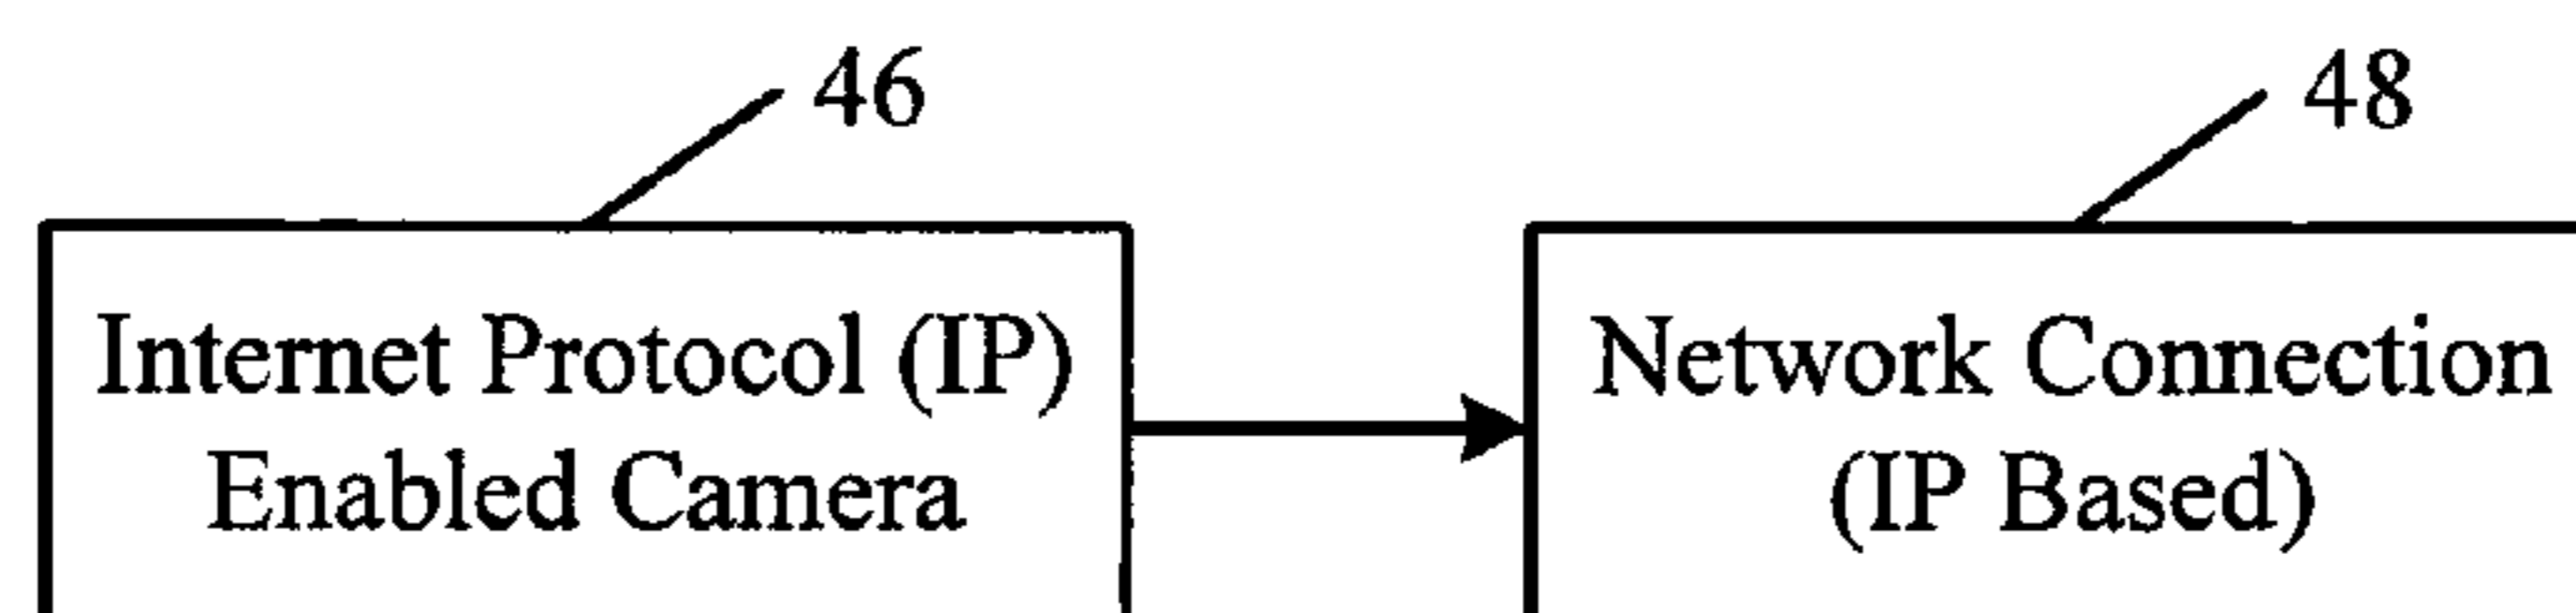 46
48
Internet Protocol (IP)
Enabled Camera
Network Connection
(IP Based)